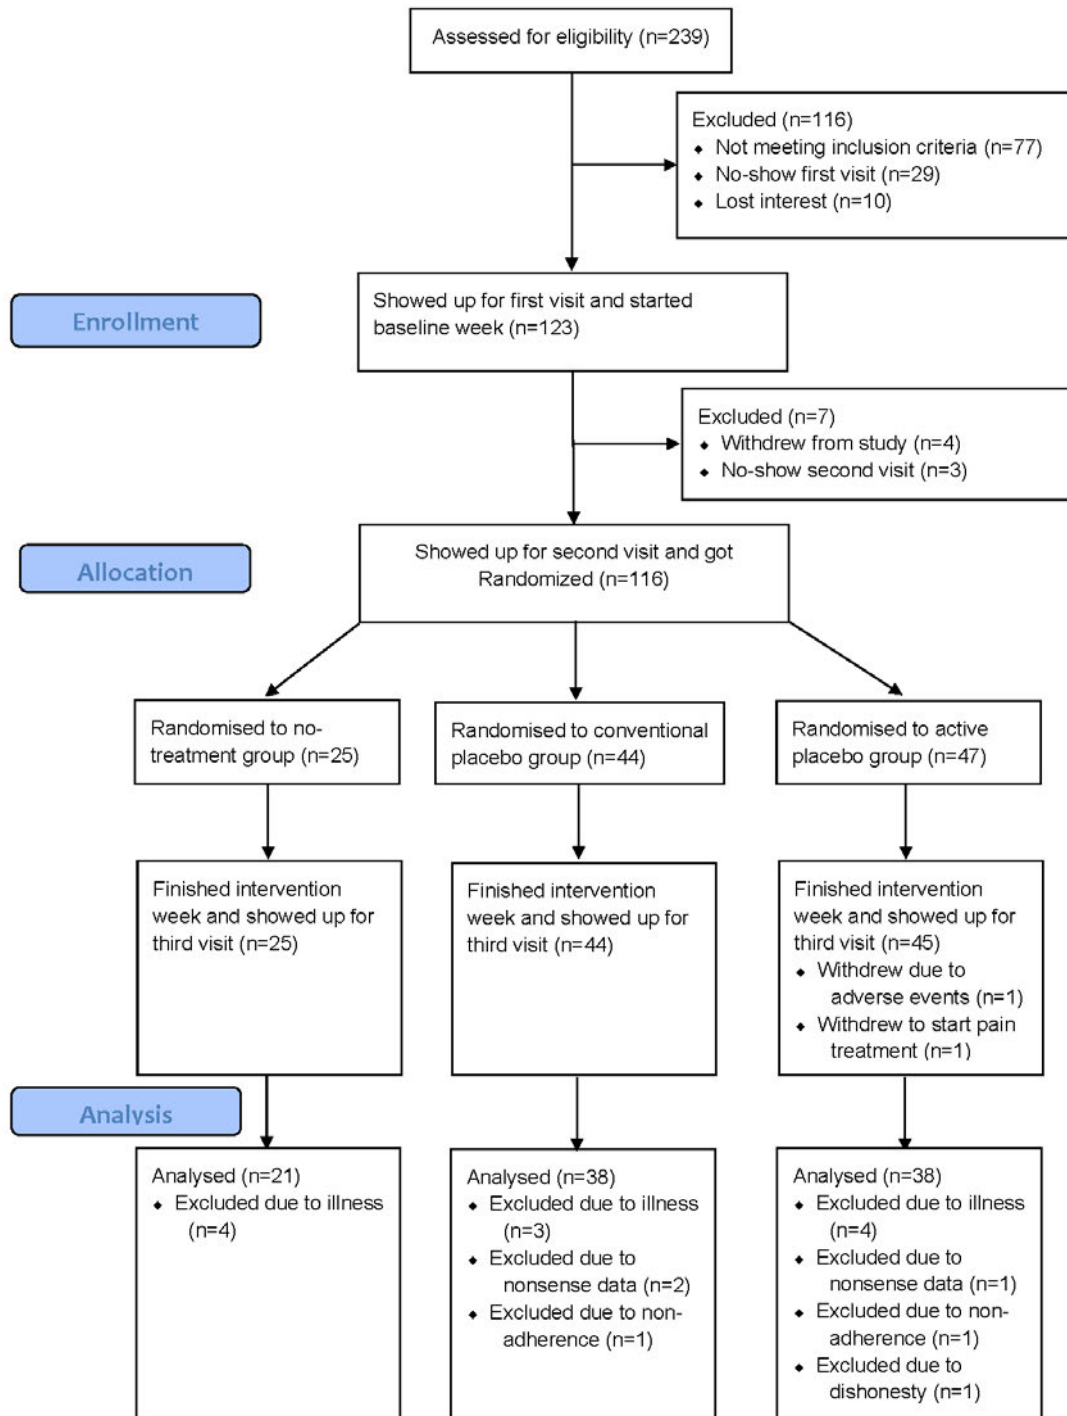 Assessed for eligibility (n=239)
Excluded (n=116)
⬥ Not meeting inclusion criteria (n=77)
⬥ No-show first visit (n=29)
⬥ Lost interest (n=10)
Enrollment
Showed up for first visit and started
baseline week (n=123)
Excluded (n=7)
⬥ Withdrew from study (n=4)
⬥ No-show second visit (n=3)
Allocation
Showed up for second visit and got
Randomized (n=116)
Randomised to no-
treatment group (n=25)
Randomised to conventional
placebo group (n=44)
Randomised to active
placebo group (n=47)
Finished intervention
week and showed up for
third visit (n=25)
Finished intervention
week and showed up for
third visit (n=44)
Finished intervention
week and showed up for
third visit (n=45)
⬥ Withdrew due to
adverse events (n=1)
⬥ Withdrew to start pain
treatment (n=1)
Analysis
Analysed (n=21)
⬥ Excluded due to illness
(n=4)
Analysed (n=38)
⬥ Excluded due to illness
(n=3)
⬥ Excluded due to
nonsense data (n=2)
⬥ Excluded due to non-
adherence (n=1)
Analysed (n=38)
⬥ Excluded due to illness
(n=4)
⬥ Excluded due to
nonsense data (n=1)
⬥ Excluded due to non-
adherence (n=1)
⬥ Excluded due to
dishonesty (n=1)